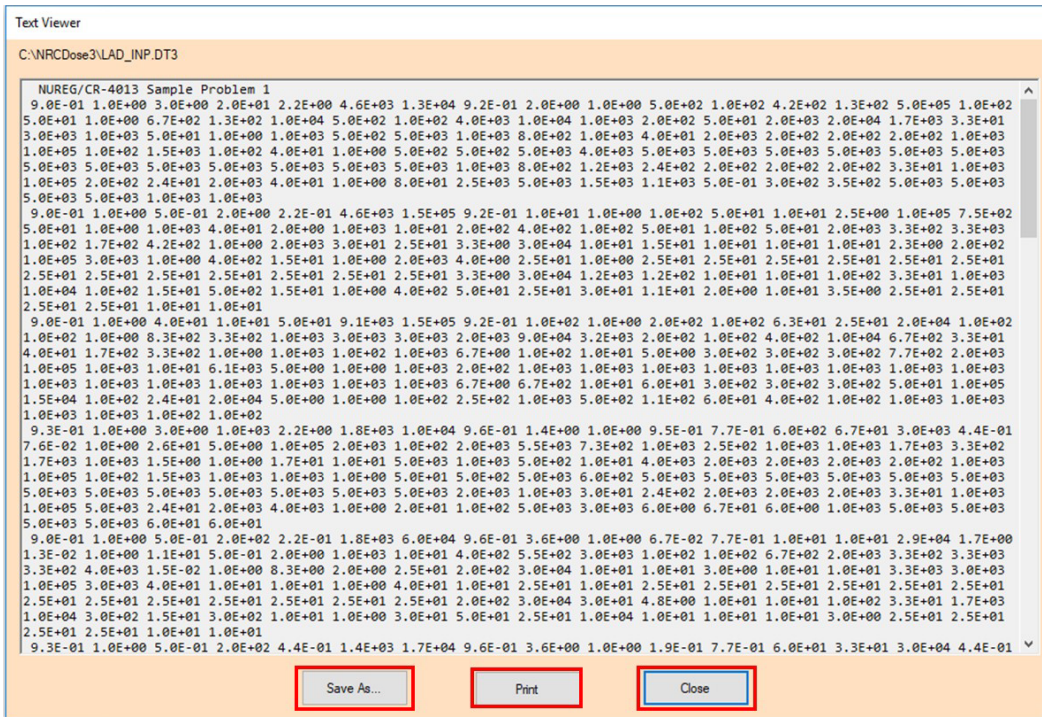 Text Viewer
C:\NRCDose3\LAD_INP.DT3
NUREG/CR-4013 Sample Problem 1
9.0E-01 1.0E+00 3.0E+00 2.0E+01 2.2E+00 4.6E+03 1.3E+04 9.2E-01 2.0E+00 1.0E+00 5.0E+02 1.0E+02 4.2E+02 1.3E+02 5.0E+05 1.0E+02
5.0E+01 1.0E+00 6.7E+02 1.3E+02 1.0E+04 5.0E+02 1.0E+02 4.0E+03 1.0E+04 1.0E+03 2.0E+02 5.0E+01 2.0E+03 2.0E+04 1.7E+03 3.3E+01
3.0E+03 1.0E+03 5.0E+01 1.0E+00 1.0E+03 5.0E+02 5.0E+03 1.0E+03 8.0E+02 1.0E+03 4.0E+01 2.0E+03 2.0E+02 2.0E+02 2.0E+02 1.0E+03
1.0E+05 1.0E+02 1.5E+03 1.0E+02 4.0E+01 1.0E+00 5.0E+02 5.0E+02 5.0E+03 4.0E+03 5.0E+03 5.0E+03 5.0E+03 5.0E+03 5.0E+03 5.0E+03
5.0E+03 5.0E+03 5.0E+03 5.0E+03 5.0E+03 5.0E+03 5.0E+03 1.0E+03 8.0E+02 1.2E+03 2.4E+02 2.0E+02 2.0E+02 2.0E+02 3.3E+01 1.0E+03
1.0E+05 2.0E+02 2.4E+01 2.0E+03 4.0E+01 1.0E+00 8.0E+01 2.5E+03 5.0E+03 1.5E+03 1.1E+03 5.0E-01 3.0E+02 3.5E+02 5.0E+03 5.0E+03
5.0E+03 5.0E+03 1.0E+03 1.0E+03
9.0E-01 1.0E+00 5.0E-01 2.0E+00 2.2E-01 4.6E+03 1.5E+05 9.2E-01 1.0E+01 1.0E+00 1.0E+02 5.0E+01 1.0E+01 2.5E+00 1.0E+05 7.5E+02
5.0E+01 1.0E+00 1.0E+03 4.0E+01 2.0E+00 1.0E+03 1.0E+01 2.0E+02 4.0E+02 1.0E+02 5.0E+01 1.0E+02 5.0E+01 2.0E+03 3.3E+02 3.3E+03
1.0E+02 1.7E+02 4.2E+02 1.0E+00 2.0E+03 3.0E+01 2.5E+01 3.3E+00 3.0E+04 1.0E+01 1.5E+01 1.0E+01 1.0E+01 1.0E+01 2.3E+00 2.0E+02
1.0E+05 3.0E+03 1.0E+00 4.0E+02 1.5E+01 1.0E+00 2.0E+03 4.0E+00 2.5E+01 1.0E+00 2.5E+01 2.5E+01 2.5E+01 2.5E+01 2.5E+01 2.5E+01
2.5E+01 2.5E+01 2.5E+01 2.5E+01 2.5E+01 2.5E+01 2.5E+01 3.3E+00 3.0E+04 1.2E+03 1.2E+02 1.0E+01 1.0E+01 1.0E+02 3.3E+01 1.0E+03
1.0E+04 1.0E+02 1.5E+01 5.0E+02 1.5E+01 1.0E+00 4.0E+02 5.0E+01 2.5E+01 3.0E+01 1.1E+01 2.0E+00 1.0E+01 3.5E+00 2.5E+01 2.5E+01
2.5E+01 2.5E+01 1.0E+01 1.0E+01
9.0E-01 1.0E+00 4.0E+01 1.0E+01 5.0E+01 9.1E+03 1.5E+05 9.2E-01 1.0E+02 1.0E+00 2.0E+02 1.0E+02 6.3E+01 2.5E+01 2.0E+04 1.0E+02
1.0E+02 1.0E+00 8.3E+02 3.3E+02 1.0E+03 3.0E+03 3.0E+03 2.0E+03 9.0E+04 3.2E+03 2.0E+02 1.0E+02 4.0E+02 1.0E+04 6.7E+02 3.3E+01
4.0E+01 1.7E+02 3.3E+02 1.0E+00 1.0E+03 1.0E+02 1.0E+03 6.7E+00 1.0E+02 1.0E+01 5.0E+00 3.0E+02 3.0E+02 3.0E+02 7.7E+02 2.0E+03
1.0E+05 1.0E+03 1.0E+01 6.1E+03 5.0E+00 1.0E+00 1.0E+03 2.0E+02 1.0E+03 1.0E+03 1.0E+03 1.0E+03 1.0E+03 1.0E+03 1.0E+03 1.0E+03
1.0E+03 1.0E+03 1.0E+03 1.0E+03 1.0E+03 1.0E+03 1.0E+03 6.7E+00 6.7E+02 1.0E+01 6.0E+01 3.0E+02 3.0E+02 3.0E+02 5.0E+01 1.0E+05
1.5E+04 1.0E+02 2.4E+01 2.0E+04 5.0E+00 1.0E+00 1.0E+02 2.5E+02 1.0E+03 5.0E+02 1.1E+02 6.0E+01 4.0E+02 1.0E+02 1.0E+03 1.0E+03
1.0E+03 1.0E+03 1.0E+02 1.0E+02
9.3E-01 1.0E+00 3.0E+00 1.0E+03 2.2E+00 1.8E+03 1.0E+04 9.6E-01 1.4E+00 1.0E+00 9.5E-01 7.7E-01 6.0E+02 6.7E+01 3.0E+03 4.4E-01
7.6E-02 1.0E+00 2.6E+01 5.0E+00 1.0E+05 2.0E+03 1.0E+02 2.0E+03 5.5E+03 7.3E+02 1.0E+03 2.5E+02 1.0E+03 1.0E+03 1.7E+03 3.3E+02
1.7E+03 1.0E+03 1.5E+00 1.0E+00 1.7E+01 1.0E+01 5.0E+03 1.0E+03 5.0E+02 1.0E+01 4.0E+03 2.0E+03 2.0E+03 2.0E+03 2.0E+02 1.0E+03
1.0E+05 1.0E+02 1.5E+03 1.0E+03 1.0E+03 1.0E+00 5.0E+01 5.0E+02 5.0E+03 6.0E+02 5.0E+03 5.0E+03 5.0E+03 5.0E+03 5.0E+03 5.0E+03
5.0E+03 5.0E+03 5.0E+03 5.0E+03 5.0E+03 5.0E+03 5.0E+03 2.0E+03 1.0E+03 3.0E+01 2.4E+02 2.0E+03 2.0E+03 2.0E+03 3.3E+01 1.0E+03
1.0E+05 5.0E+03 2.4E+01 2.0E+03 4.0E+03 1.0E+00 2.0E+01 1.0E+02 5.0E+03 3.0E+03 6.0E+00 6.7E+01 6.0E+00 1.0E+03 5.0E+03 5.0E+03
5.0E+03 5.0E+03 6.0E+01 6.0E+01
9.0E-01 1.0E+00 5.0E-01 2.0E+02 2.2E-01 1.8E+03 6.0E+04 9.6E-01 3.6E+00 1.0E+00 6.7E-02 7.7E-01 1.0E+01 1.0E+01 2.9E+04 1.7E+00
1.3E-02 1.0E+00 1.1E+01 5.0E-01 2.0E+00 1.0E+03 1.0E+01 4.0E+02 5.5E+02 3.0E+03 1.0E+02 1.0E+02 6.7E+02 2.0E+03 3.3E+02 3.3E+03
3.3E+02 4.0E+03 1.5E-02 1.0E+00 8.3E+00 2.0E+00 2.5E+01 2.0E+02 3.0E+04 1.0E+01 1.0E+01 3.0E+00 1.0E+01 1.0E+01 3.3E+03 3.0E+03
1.0E+05 3.0E+03 4.0E+01 1.0E+01 1.0E+01 1.0E+00 4.0E+01 1.0E+01 2.5E+01 1.0E+01 2.5E+01 2.5E+01 2.5E+01 2.5E+01 2.5E+01 2.5E+01
2.5E+01 2.5E+01 2.5E+01 2.5E+01 2.5E+01 2.5E+01 2.5E+01 2.0E+02 3.0E+04 3.0E+01 4.8E+00 1.0E+01 1.0E+01 1.0E+02 3.3E+01 1.7E+03
1.0E+04 3.0E+02 1.5E+01 3.0E+02 1.0E+01 1.0E+00 3.0E+01 5.0E+01 2.5E+01 1.0E+04 1.0E+01 1.0E+01 1.0E+01 3.0E+00 2.5E+01 2.5E+01
2.5E+01 2.5E+01 1.0E+01 1.0E+01
9.3E-01 1.0E+00 5.0E-01 2.0E+02 4.4E-01 1.4E+03 1.7E+04 9.6E-01 3.6E+00 1.0E+00 1.9E-01 7.7E-01 6.0E+01 3.3E+01 3.0E+04 4.4E-01
Save As...
Print
Close